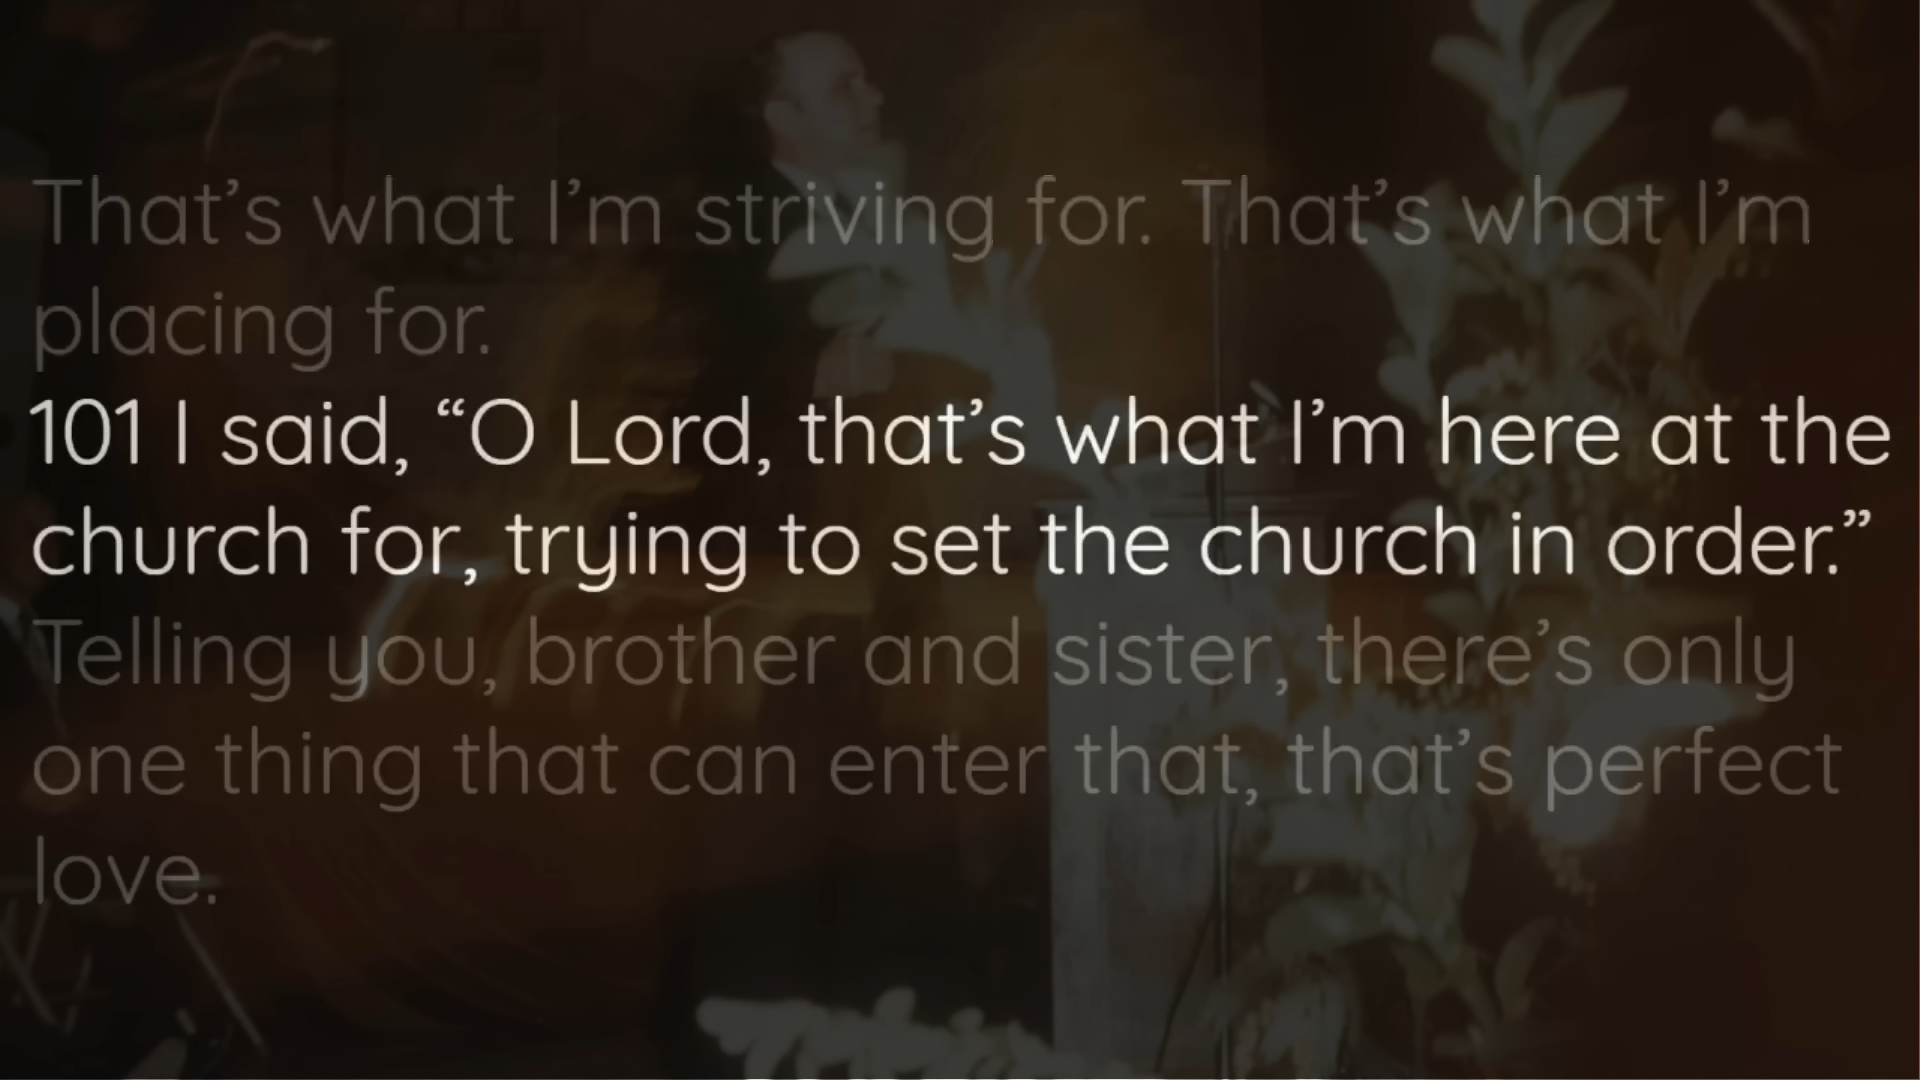 That’s what I’m striving for. That’s what I’m
placing for.
101 I said, “O Lord, that’s what I’m here at the
church for, trying to set the church in order.”
Telling you, brother and sister, there’s only
one thing that can enter that, that’s perfect
love.